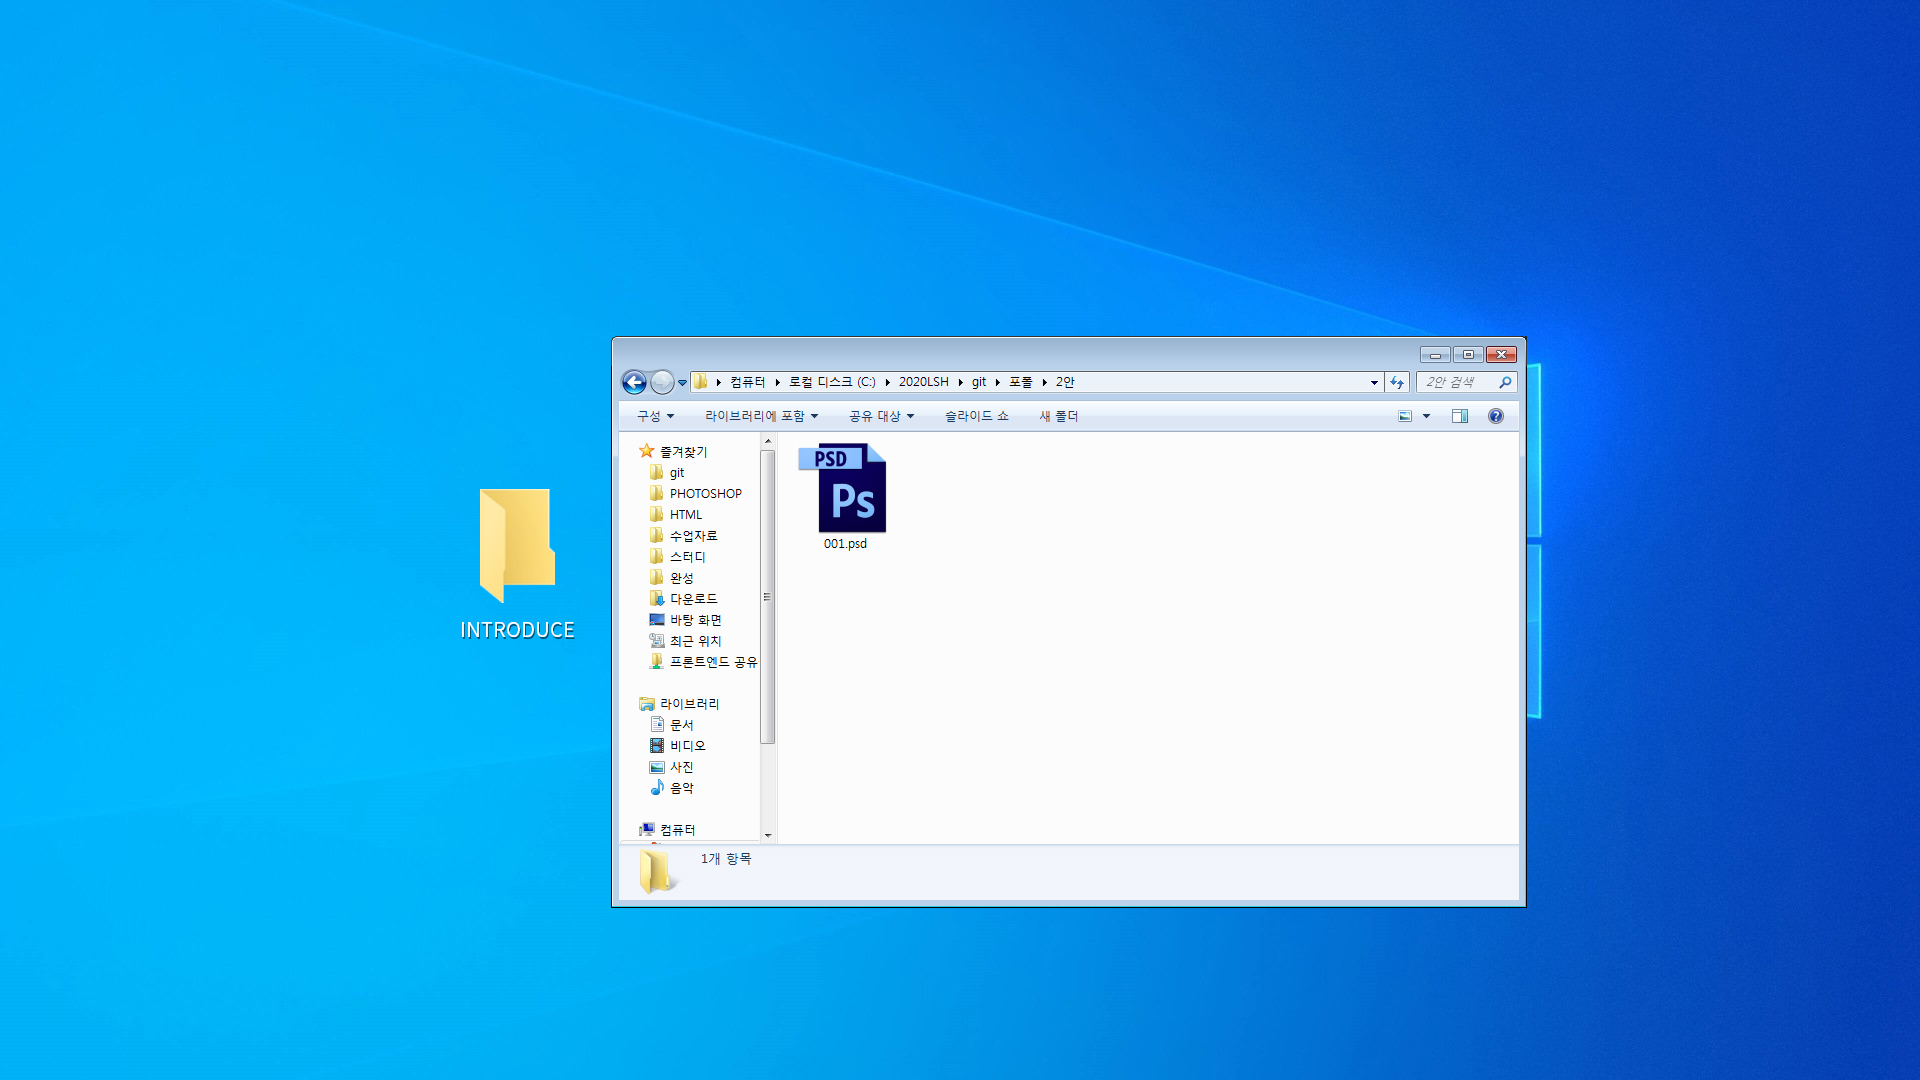 컴퓨터 로컬 디스크 (C:) 2020LSH git 포폴 2안
2안 검색
구성 라이브러리에 포함 공유 대상 슬라이드 쇼 새 폴더
즐겨찾기
git
PHOTOSHOP
HTML
수업자료
스터디
완성
다운로드
바탕 화면
최근 위치
프론트엔드 공유
라이브러리
문서
비디오
사진
음악
컴퓨터
PSD
Ps
001.psd
1개 항목
INTRODUCE